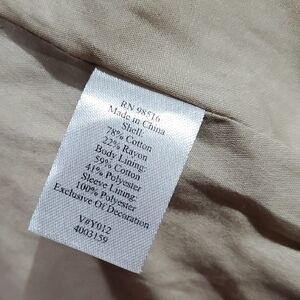 RN 98516
Made in China
Shell:
78% Cotton
22% Rayon
Body Lining:
59% Cotton
41% Polyester
Sleeve Lining:
100% Polyester
Exclusive Of Decoration
V#Y012
4003159